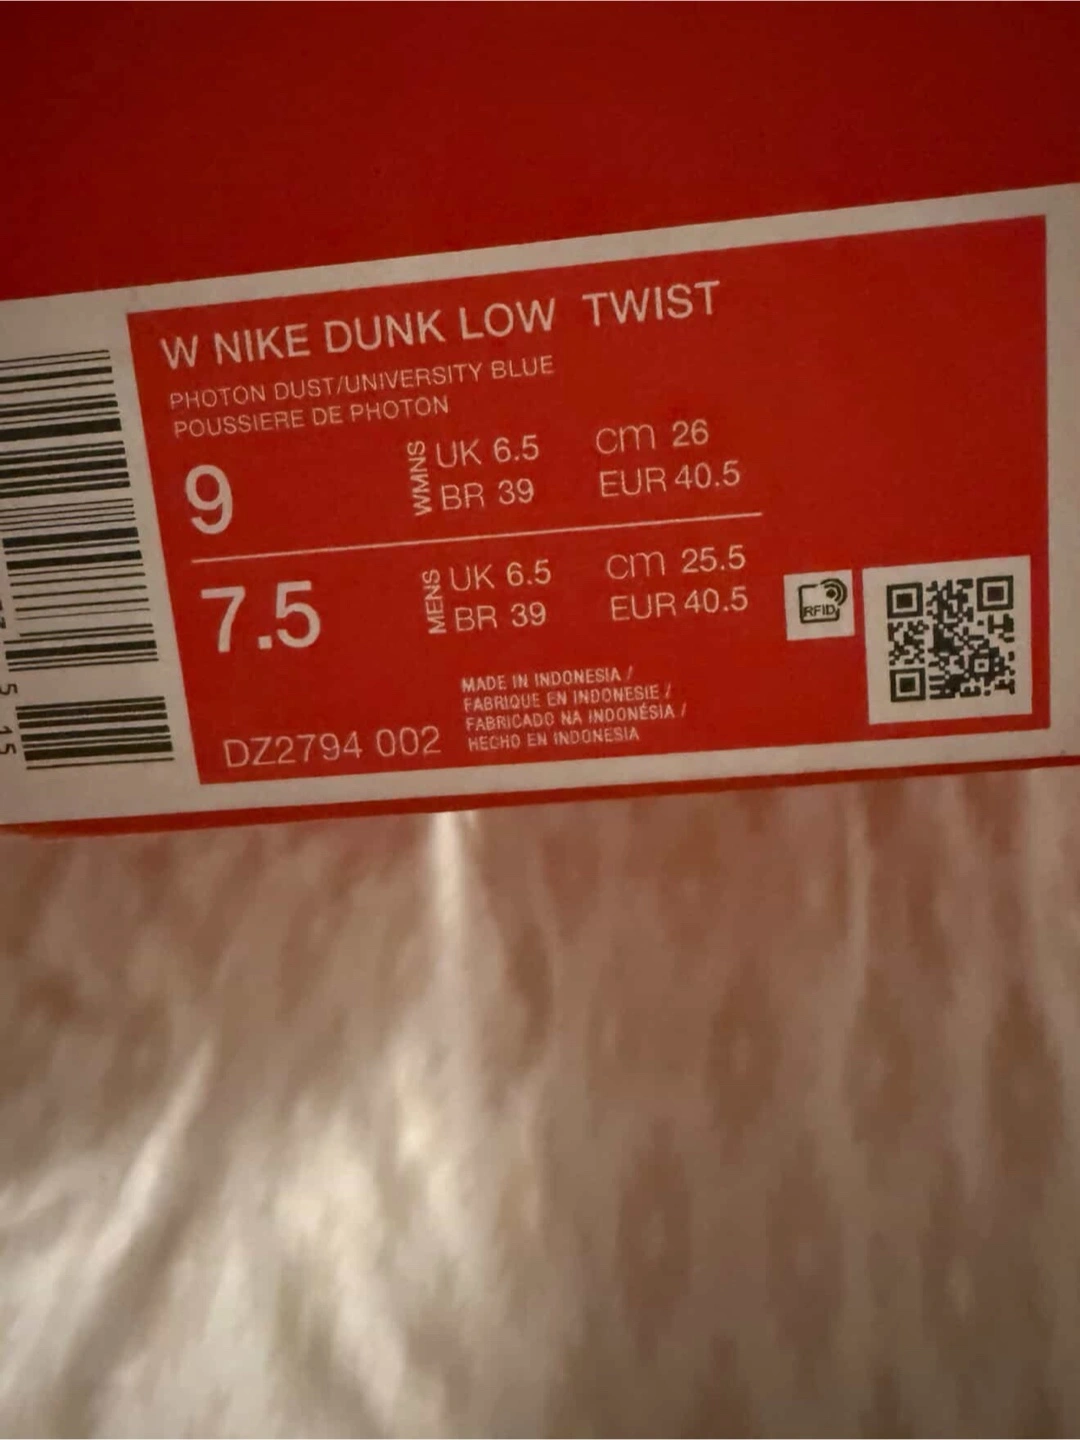 W NIKE DUNK LOW TWIST
PHOTON DUST/UNIVERSITY BLUE
POUSSIERE DE PHOTON
9 WMNS UK 6.5 cm 26
BR 39 EUR 40.5
7.5 MENS UK 6.5 cm 25.5
BR 39 EUR 40.5
RFID
MADE IN INDONESIA /
FABRIQUE EN INDONESIE /
FABRICADO NA INDONÉSIA /
HECHO EN INDONESIA
DZ2794 002
5 15